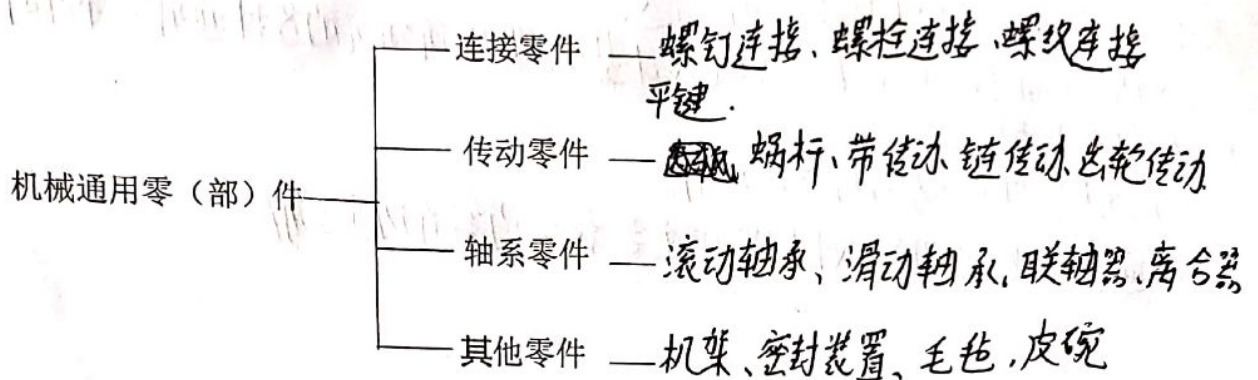 连接零件 — 螺钉连接、螺栓连接、螺纹连接
平键.
传动零件 — 蜗杆、带传动、链传动、齿轮传动
机械通用零（部）件
轴系零件 — 滚动轴承、滑动轴承、联轴器、离合器
其他零件 — 机架、密封装置、毛毡,皮碗